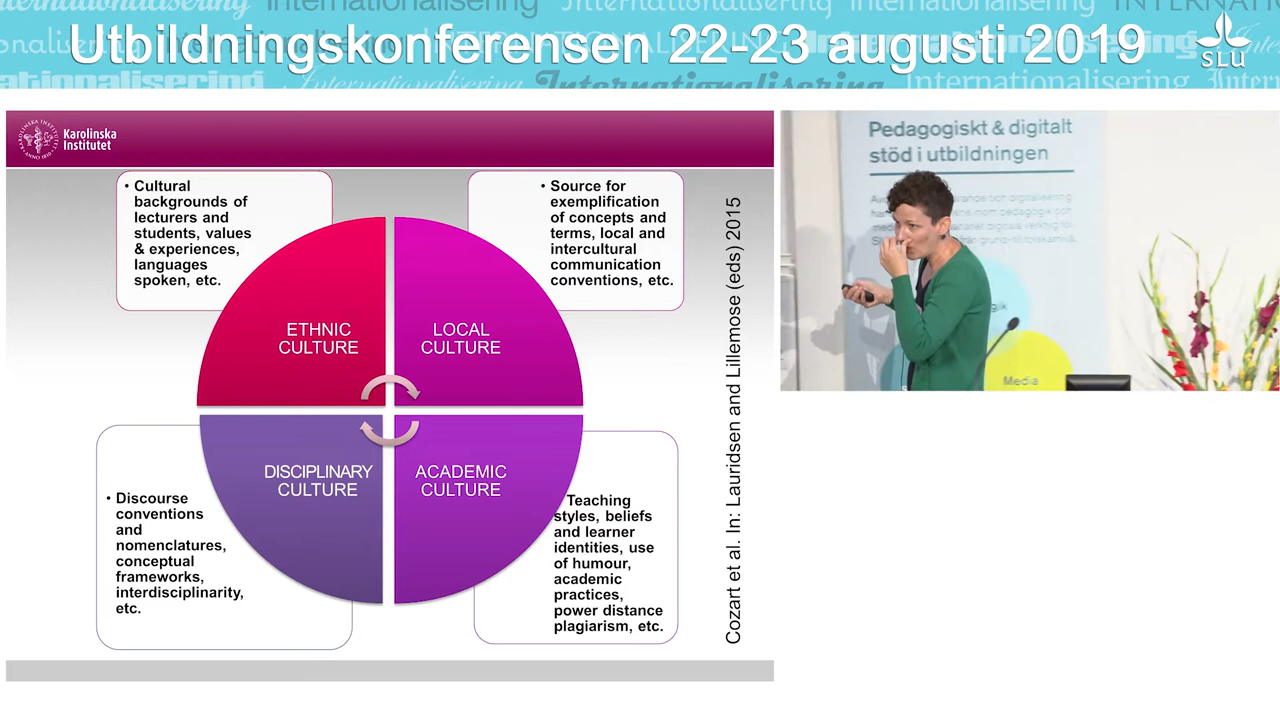 Utbildningskonferensen 22-23 augusti 2019
SLU
Karolinska
Institutet
• Cultural
backgrounds of
lecturers and
students, values
& experiences,
languages
spoken, etc.
• Source for
exemplification
of concepts and
terms, local and
intercultural
communication
conventions, etc.
ETHNIC
CULTURE
LOCAL
CULTURE
DISCIPLINARY
CULTURE
ACADEMIC
CULTURE
• Discourse
conventions
and
nomenclatures,
conceptual
frameworks,
interdisciplinarity,
etc.
Teaching
styles, beliefs
and learner
identities, use
of humour,
academic
practices,
power distance
plagiarism, etc.
Cozart et al. In: Lauridsen and Lillemose (eds) 2015
Pedagogiskt & digitalt
stöd i utbildningen
Media